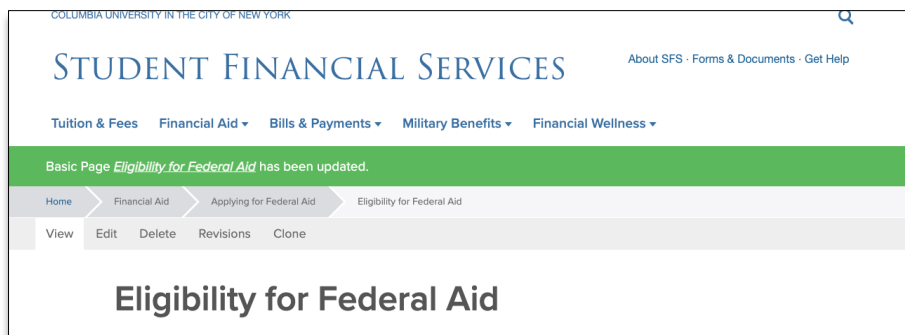 COLUMBIA UNIVERSITY IN THE CITY OF NEW YORK
STUDENT FINANCIAL SERVICES
About SFS · Forms & Documents · Get Help
Tuition & Fees Financial Aid Bills & Payments Military Benefits Financial Wellness
Basic Page Eligibility for Federal Aid has been updated.
Home Financial Aid Applying for Federal Aid Eligibility for Federal Aid
View Edit Delete Revisions Clone
Eligibility for Federal Aid